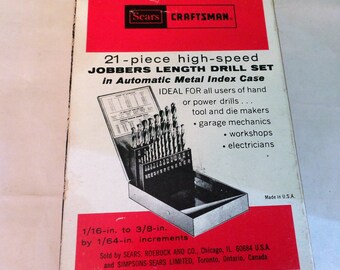 Sears CRAFTSMAN
21-piece high-speed
JOBBERS LENGTH DRILL SET
in Automatic Metal Index Case
IDEAL FOR all users of hand
or power drills...
tool and die makers
• garage mechanics
• workshops
• electricians
Made in U.S.A.
1/16-in. to 3/8-in.
by 1/64-in. increments
Sold by SEARS, ROEBUCK AND CO., Chicago, IL. 60684 U.S.A.
and SIMPSONS-SEARS LIMITED, Toronto, Ontario, Canada